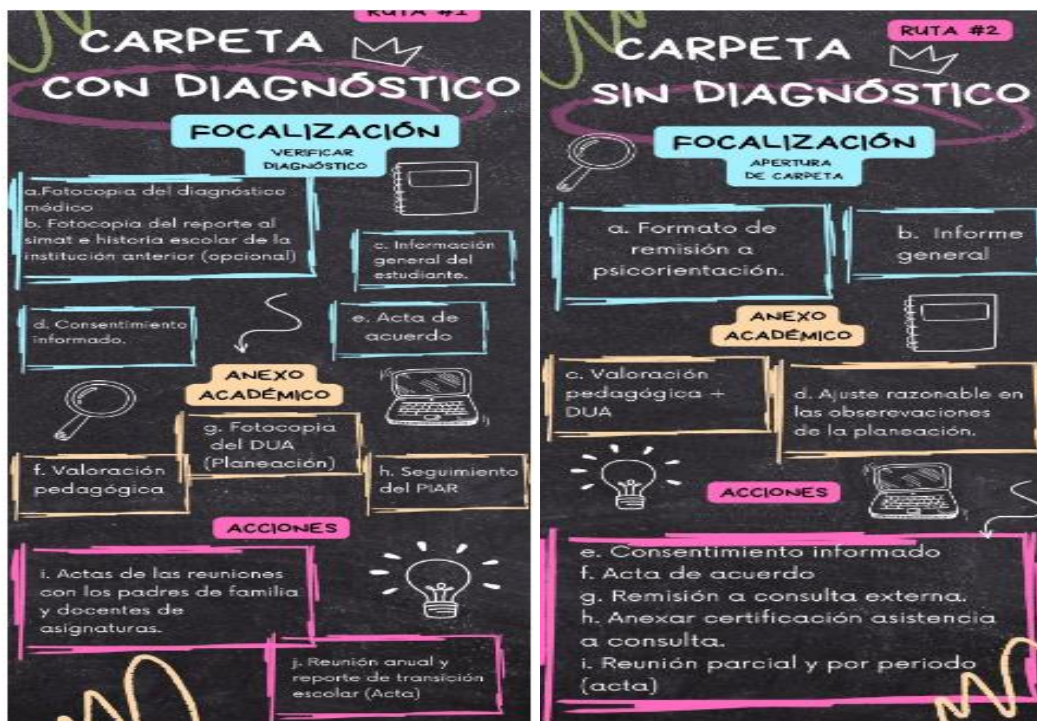 RUTA #1
CARPETA
CON DIAGNÓSTICO
FOCALIZACIÓN
VERIFICAR
DIAGNÓSTICO
a.Fotocopia del diagnóstico
médico
b. Fotocopia del reporte al
simat e historia escolar de la
institución anterior (opcional)
c. Información
general del
estudiante.
d. Consentimiento
informado.
e. Acta de
acuerdo
ANEXO
ACADÉMICO
f. Valoración
pedagógica
g. Fotocopia
del DUA
(Planeación)
h. Seguimiento
del PIAR
ACCIONES
i. Actas de las reuniones
con los padres de familia
y docentes de
asignaturas.
j. Reunión anual y
reporte de transición
escolar (Acta)
RUTA #2
CARPETA
SIN DIAGNÓSTICO
FOCALIZACIÓN
APERTURA
DE CARPETA
a. Formato de
remisión a
psicorientación.
b. Informe
general
ANEXO
ACADÉMICO
c. Valoración
pedagógica +
DUA
d. Ajuste razonable en
las obserevaciones
de la planeación.
ACCIONES
e. Consentimiento informado
f. Acta de acuerdo
g. Remisión a consulta externa.
h. Anexar certificación asistencia
a consulta.
i. Reunión parcial y por periodo
(acta)